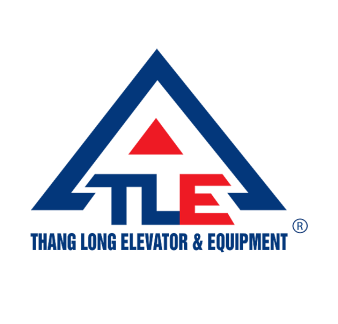 TLE
®
THANG LONG ELEVATOR & EQUIPMENT